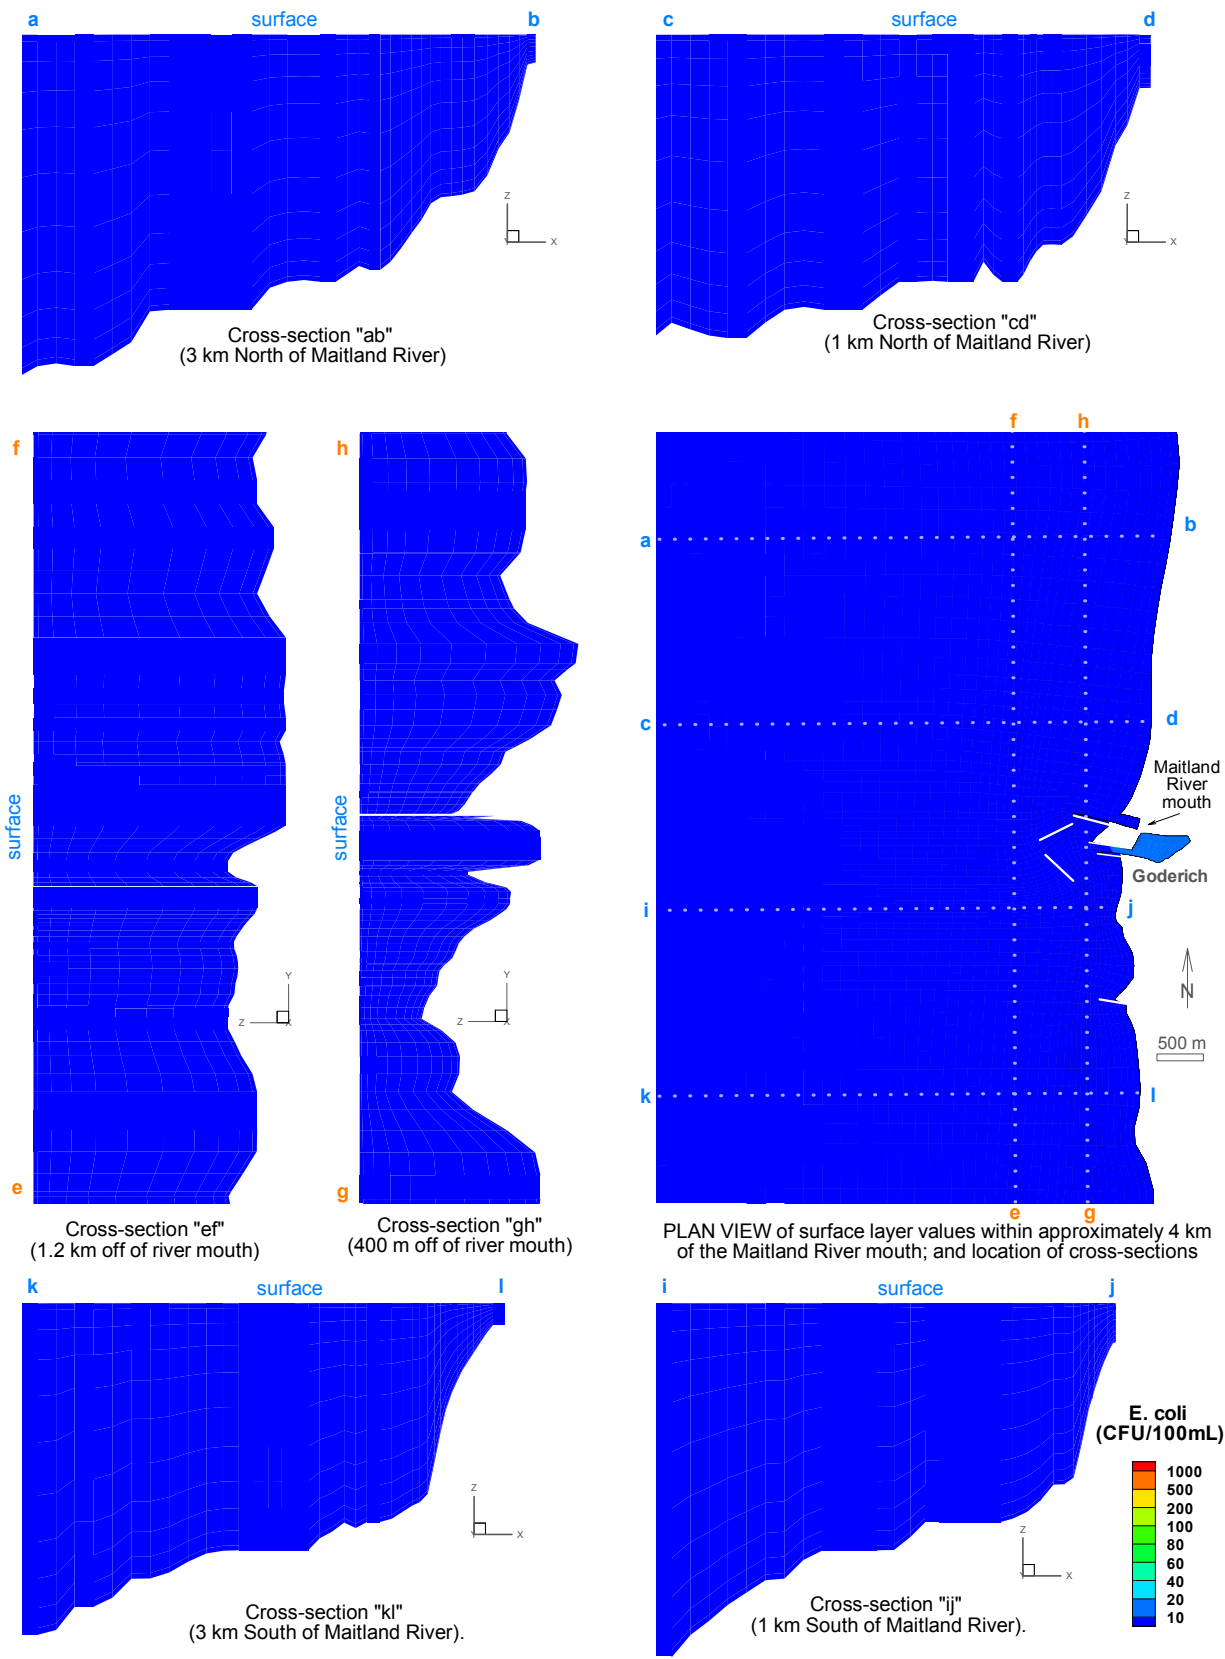 a surface b
c surface d
Z
X
Y
Z
X
Y
Cross-section "ab"
(3 km North of Maitland River)
Cross-section "cd"
(1 km North of Maitland River)
f
surface
e
Y
Z
X
Cross-section "ef"
(1.2 km off of river mouth)
h
surface
g
Y
Z
X
Cross-section "gh"
(400 m off of river mouth)
f h
a b
c d
Maitland
River
mouth
Goderich
i j
N
500 m
k l
e g
PLAN VIEW of surface layer values within approximately 4 km
of the Maitland River mouth; and location of cross-sections
k surface l
Z
X
Y
Cross-section "kl"
(3 km South of Maitland River).
i surface j
Z
X
Y
Cross-section "ij"
(1 km South of Maitland River).
E. coli
(CFU/100mL)
1000
500
200
100
80
60
40
20
10